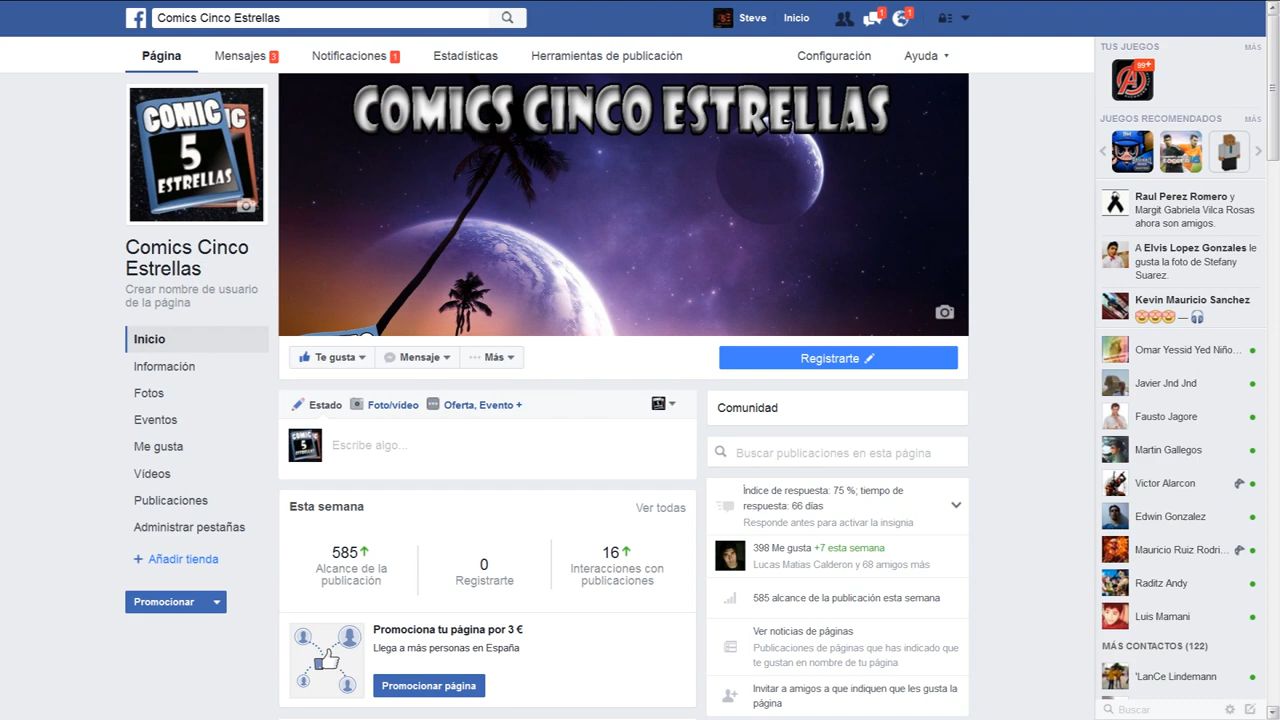 Comics Cinco Estrellas
Steve
Inicio
1
1
Página
Mensajes 3
Notificaciones 1
Estadísticas
Herramientas de publicación
Configuración
Ayuda
COMIC
5
ESTRELLAS
COMICS CINCO ESTRELLAS
Comics Cinco
Estrellas
Crear nombre de usuario
de la página
Inicio
Información
Fotos
Eventos
Me gusta
Vídeos
Publicaciones
Administrar pestañas
+ Añadir tienda
Promocionar
Te gusta
Mensaje
Más
Registrarte
Estado
Foto/vídeo
Oferta, Evento +
Escribe algo...
Esta semana
Ver todas
585
Alcance de la
publicación
0
Registrarte
16
Interacciones con
publicaciones
Promociona tu página por 3 €
Llega a más personas en España
Promocionar página
Comunidad
Buscar publicaciones en esta página
Índice de respuesta: 75 %; tiempo de
respuesta: 66 días
Responde antes para activar la insignia
398 Me gusta +7 esta semana
Lucas Matias Calderon y 68 amigos más
585 alcance de la publicación esta semana
Ver noticias de páginas
Publicaciones de páginas que has indicado que
te gustan en nombre de tu página
Invitar a amigos a que indiquen que les gusta la
página
TUS JUEGOS
MÁS
99+
JUEGOS RECOMENDADOS
MÁS
Raul Perez Romero y
Margit Gabriela Vilca Rosas
ahora son amigos.
A Elvis Lopez Gonzales le
gusta la foto de Stefany
Suarez.
Kevin Mauricio Sanchez
Omar Yessid Yed Niño...
Javier Jnd Jnd
Fausto Jagore
Martin Gallegos
Victor Alarcon
Edwin Gonzalez
Mauricio Ruiz Rodri...
Raditz Andy
Luis Mamani
MÁS CONTACTOS (122)
'LanCe Lindemann
Buscar